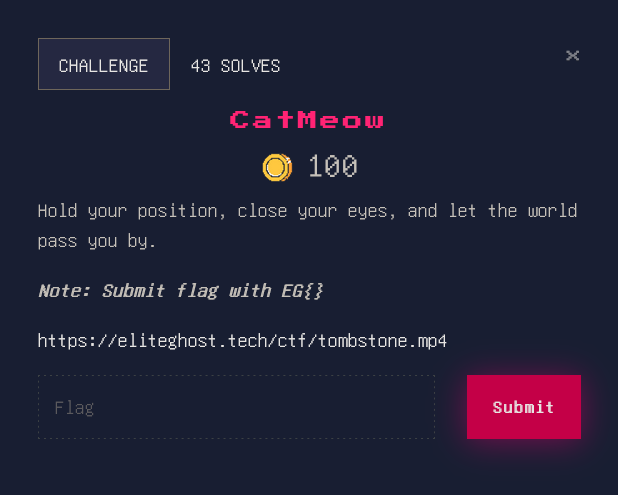 CHALLENGE 43 SOLVES ×
CatMeow
100
Hold your position, close your eyes, and let the world
pass you by.
Note: Submit flag with EG{}
https://eliteghost.tech/ctf/tombstone.mp4
Flag Submit